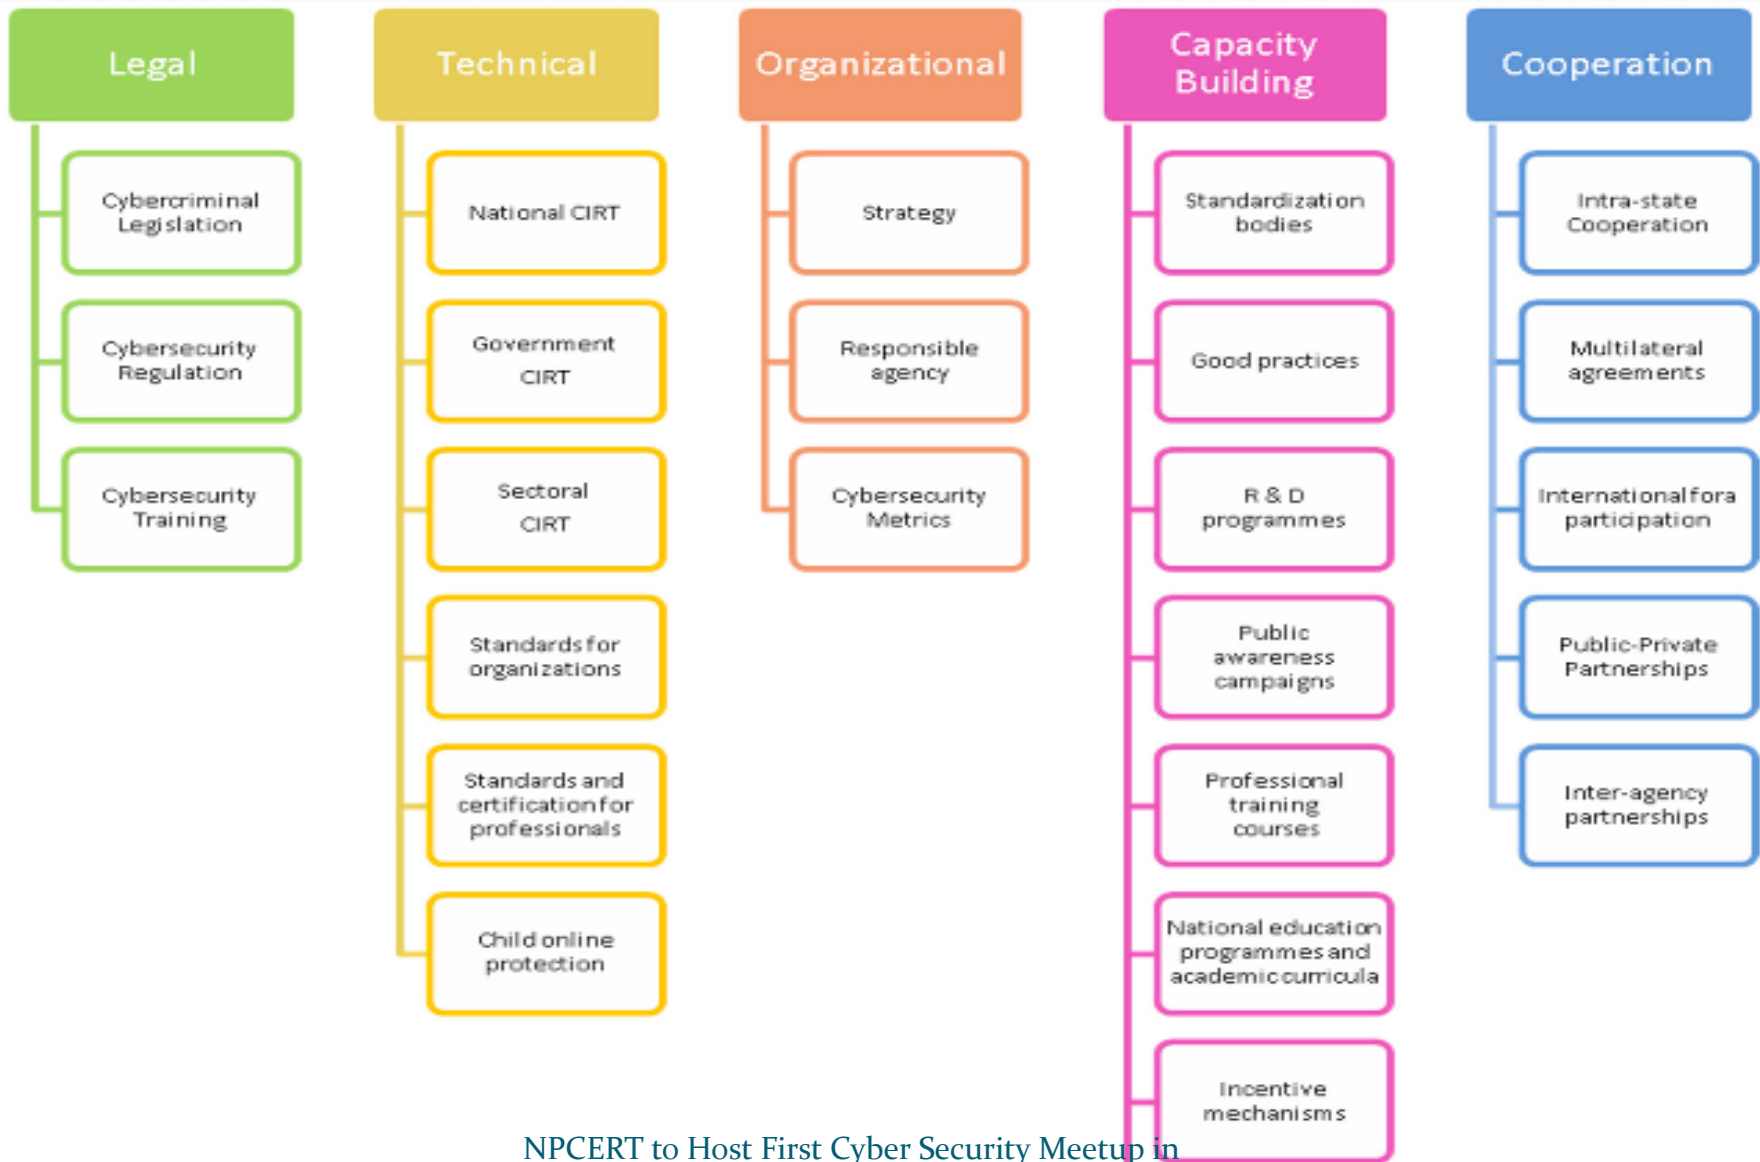 Legal
Cybercriminal
Legislation
Cybersecurity
Regulation
Cybersecurity
Training
Technical
National CIRT
Government
CIRT
Sectoral
CIRT
Standards for
organizations
Standards and
certification for
professionals
Child online
protection
Organizational
Strategy
Responsible
agency
Cybersecurity
Metrics
Capacity
Building
Standardization
bodies
Good practices
R & D
programmes
Public
awareness
campaigns
Professional
training
courses
National education
programmes and
academic curricula
Incentive
mechanisms
Cooperation
Intra-state
Cooperation
Multilateral
agreements
International fora
participation
Public-Private
Partnerships
Inter-agency
partnerships
NPCERT to Host First Cyber Security Meetup in